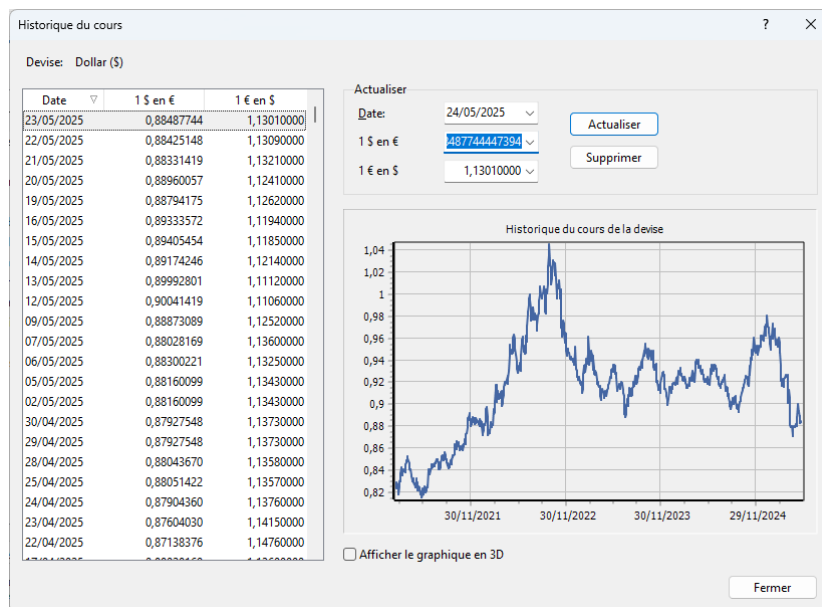 Historique du cours
?
Devise: Dollar ($)
Date 1 $ en € 1 € en $
23/05/2025 0,88487744 1,13010000
22/05/2025 0,88425148 1,13090000
21/05/2025 0,88331419 1,13210000
20/05/2025 0,88960057 1,12410000
19/05/2025 0,88794175 1,12620000
16/05/2025 0,89333572 1,11940000
15/05/2025 0,89405454 1,11850000
14/05/2025 0,89174246 1,12140000
13/05/2025 0,89992801 1,11120000
12/05/2025 0,90041419 1,11060000
09/05/2025 0,88873089 1,12520000
07/05/2025 0,88028169 1,13600000
06/05/2025 0,88300221 1,13250000
05/05/2025 0,88160099 1,13430000
02/05/2025 0,88160099 1,13430000
30/04/2025 0,87927548 1,13730000
29/04/2025 0,87927548 1,13730000
28/04/2025 0,88043670 1,13580000
25/04/2025 0,88051422 1,13570000
24/04/2025 0,87904360 1,13760000
23/04/2025 0,87604030 1,14150000
22/04/2025 0,87138376 1,14760000
Actualiser
Date: 24/05/2025
1 $ en € 487744447394
1 € en $ 1,13010000
Actualiser
Supprimer
Historique du cours de la devise
1,04
1,02
1
0,98
0,96
0,94
0,92
0,9
0,88
0,86
0,84
0,82
30/11/2021 30/11/2022 30/11/2023 29/11/2024
Afficher le graphique en 3D
Fermer